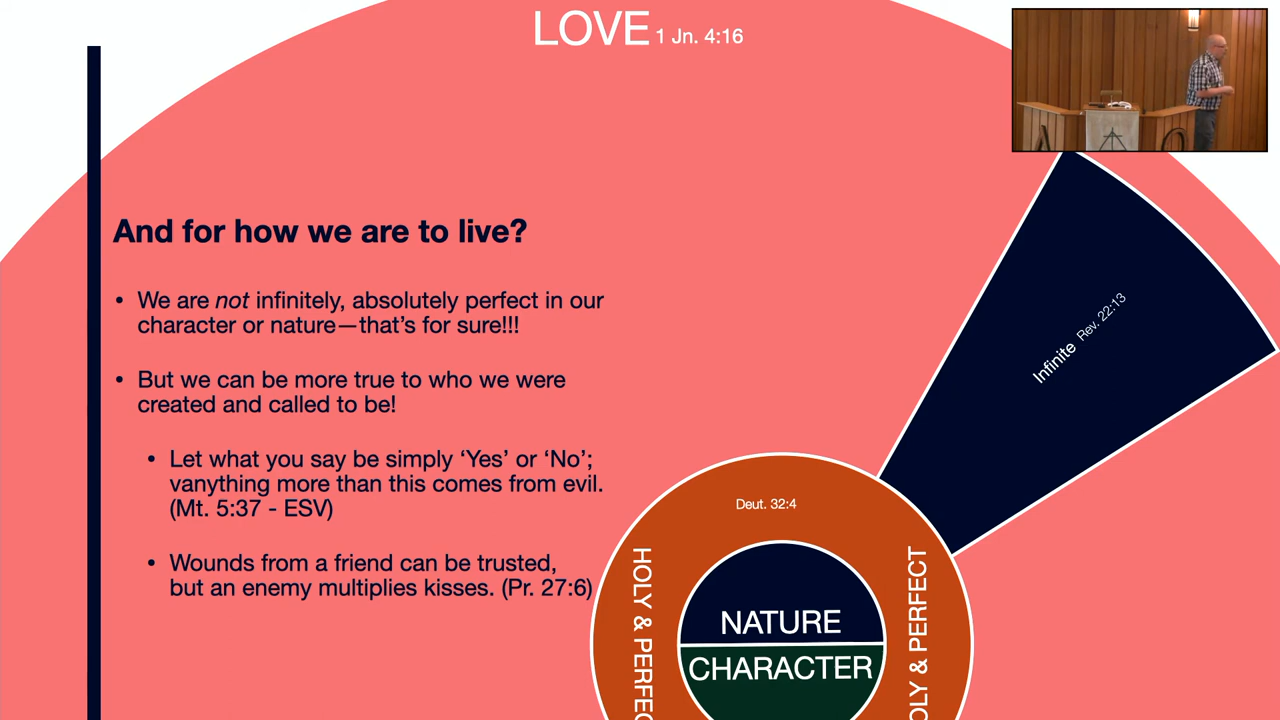 LOVE 1 Jn. 4:16
And for how we are to live?
• We are not infinitely, absolutely perfect in our
character or nature—that’s for sure!!!
• But we can be more true to who we were
created and called to be!
• Let what you say be simply ‘Yes’ or ‘No’;
vanything more than this comes from evil.
(Mt. 5:37 - ESV)
• Wounds from a friend can be trusted,
but an enemy multiplies kisses. (Pr. 27:6)
Infinite Rev. 22:13
Deut. 32:4
HOLY & PERFEC
OLY & PERFECT
NATURE
CHARACTER